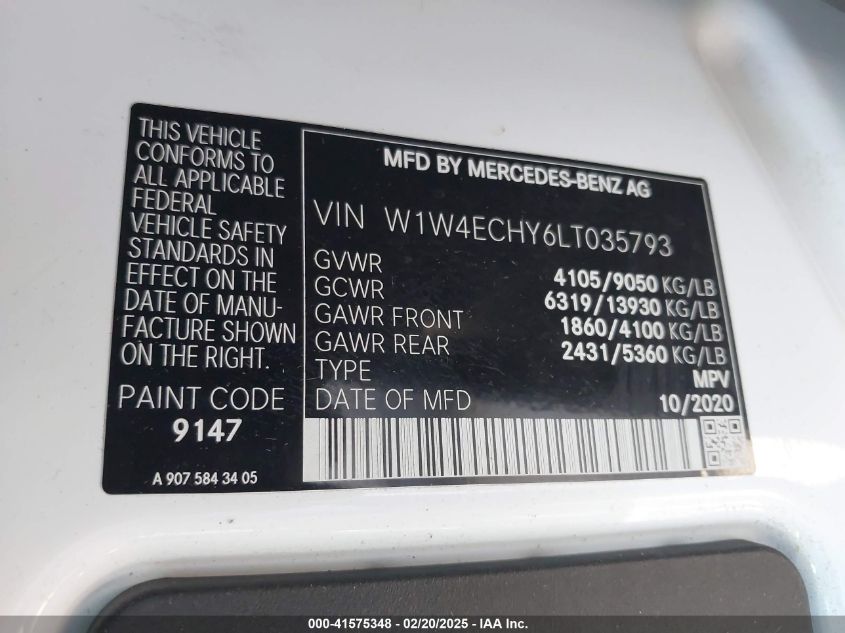 THIS VEHICLE
CONFORMS TO
ALL APPLICABLE
FEDERAL
VEHICLE SAFETY
STANDARDS IN
EFFECT ON THE
DATE OF MANU-
FACTURE SHOWN
ON THE RIGHT.
PAINT CODE
9147
A 907 584 34 05
MFD BY MERCEDES-BENZ AG
VIN W1W4ECHY6LT035793
GVWR 4105/9050 KG/LB
GCWR 6319/13930 KG/LB
GAWR FRONT 1860/4100 KG/LB
GAWR REAR 2431/5360 KG/LB
TYPE MPV
DATE OF MFD 10/2020
000-41575348 - 02/20/2025 - IAA Inc.